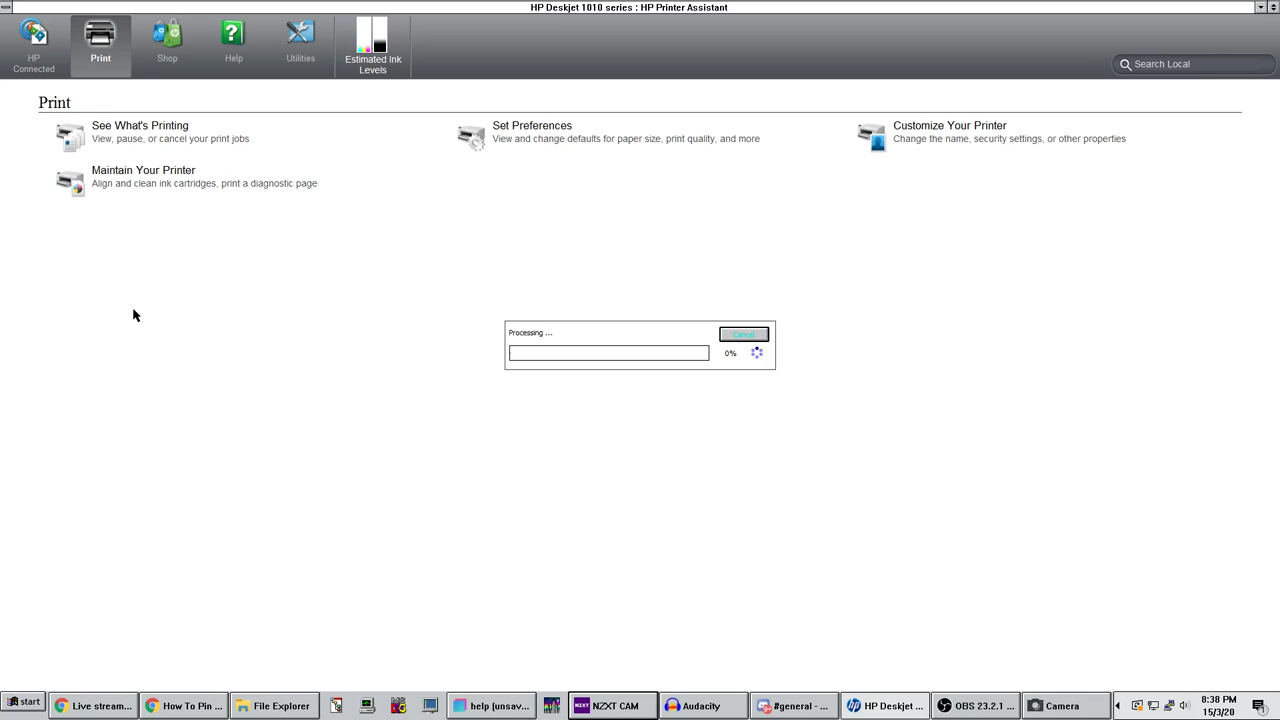 HP Deskjet 1010 series : HP Printer Assistant
HP
Connected
Print
Shop
Help
Utilities
Estimated Ink
Levels
Search Local
Print
See What's Printing
View, pause, or cancel your print jobs
Set Preferences
View and change defaults for paper size, print quality, and more
Customize Your Printer
Change the name, security settings, or other properties
Maintain Your Printer
Align and clean ink cartridges, print a diagnostic page
Processing ...
Cancel
0%
start
Live stream...
How To Pin ...
File Explorer
help (unsav...
NZXT CAM
Audacity
#general - ...
HP Deskjet ...
OBS 23.2.1 ...
Camera
8:38 PM
15/3/20